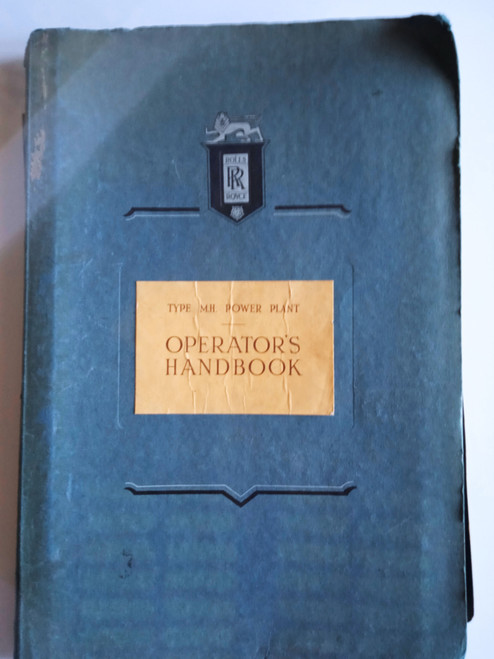 ROLLS
RR
ROYCE
TYPE M.H. POWER PLANT
OPERATOR'S
HANDBOOK